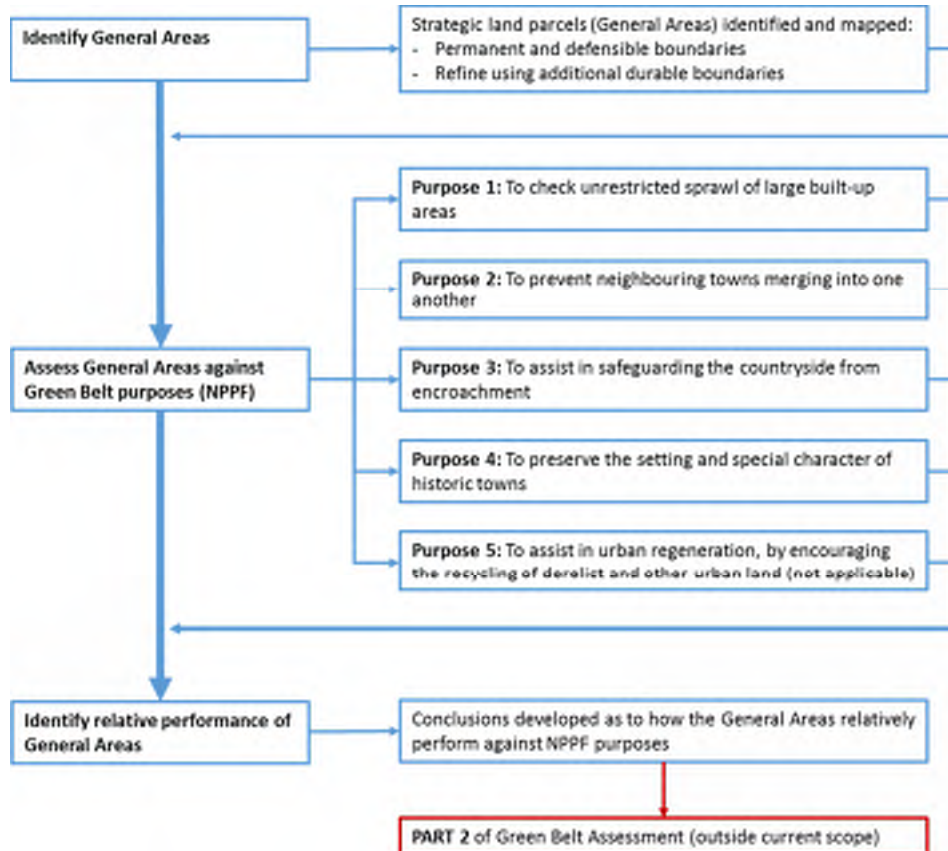 Identify General Areas
Strategic land parcels (General Areas) identified and mapped:
- Permanent and defensible boundaries
- Refine using additional durable boundaries
Purpose 1: To check unrestricted sprawl of large built-up
areas
Purpose 2: To prevent neighbouring towns merging into one
another
Assess General Areas against
Green Belt purposes (NPPF)
Purpose 3: To assist in safeguarding the countryside from
encroachment
Purpose 4: To preserve the setting and special character of
historic towns
Purpose 5: To assist in urban regeneration, by encouraging
the recycling of derelict and other urban land (not applicable)
Identify relative performance of
General Areas
Conclusions developed as to how the General Areas relatively
perform against NPPF purposes
PART 2 of Green Belt Assessment (outside current scope)